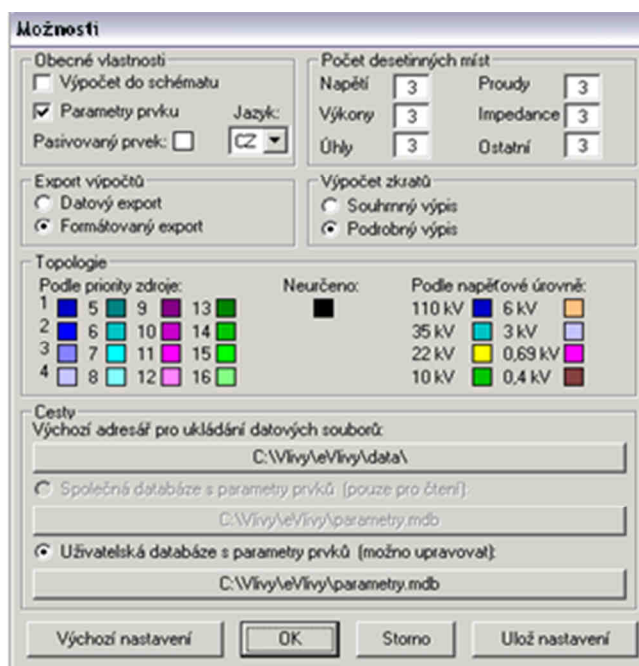 Možnosti
Obecné vlastnosti
Výpočet do schématu
Parametry prvku
Jazyk:
Pasivovaný prvek:
CZ
Počet desetinných míst
Napětí 3 Proudy 3
Výkony 3 Impedance 3
Úhly 3 Ostatní 3
Export výpočtů
Datový export
Formátovaný export
Výpočet zkratů
Souhrnný výpis
Podrobný výpis
Topologie
Podle priority zdroje:
1 5 9 13
2 6 10 14
3 7 11 15
4 8 12 16
Neurčeno:
Podle napěťové úrovně:
110 kV 6 kV
35 kV 3 kV
22 kV 0,69 kV
10 kV 0,4 kV
Cesty
Výchozí adresář pro ukládání datových souborů:
C:\Vlivy\eVlivy\data\
Společná databáze s parametry prvků (pouze pro čtení):
C:\Vlivy\eVlivy\parametry.mdb
Uživatelská databáze s parametry prvků (možno upravovat):
C:\Vlivy\eVlivy\parametry.mdb
Výchozí nastavení OK Storno Ulož nastavení